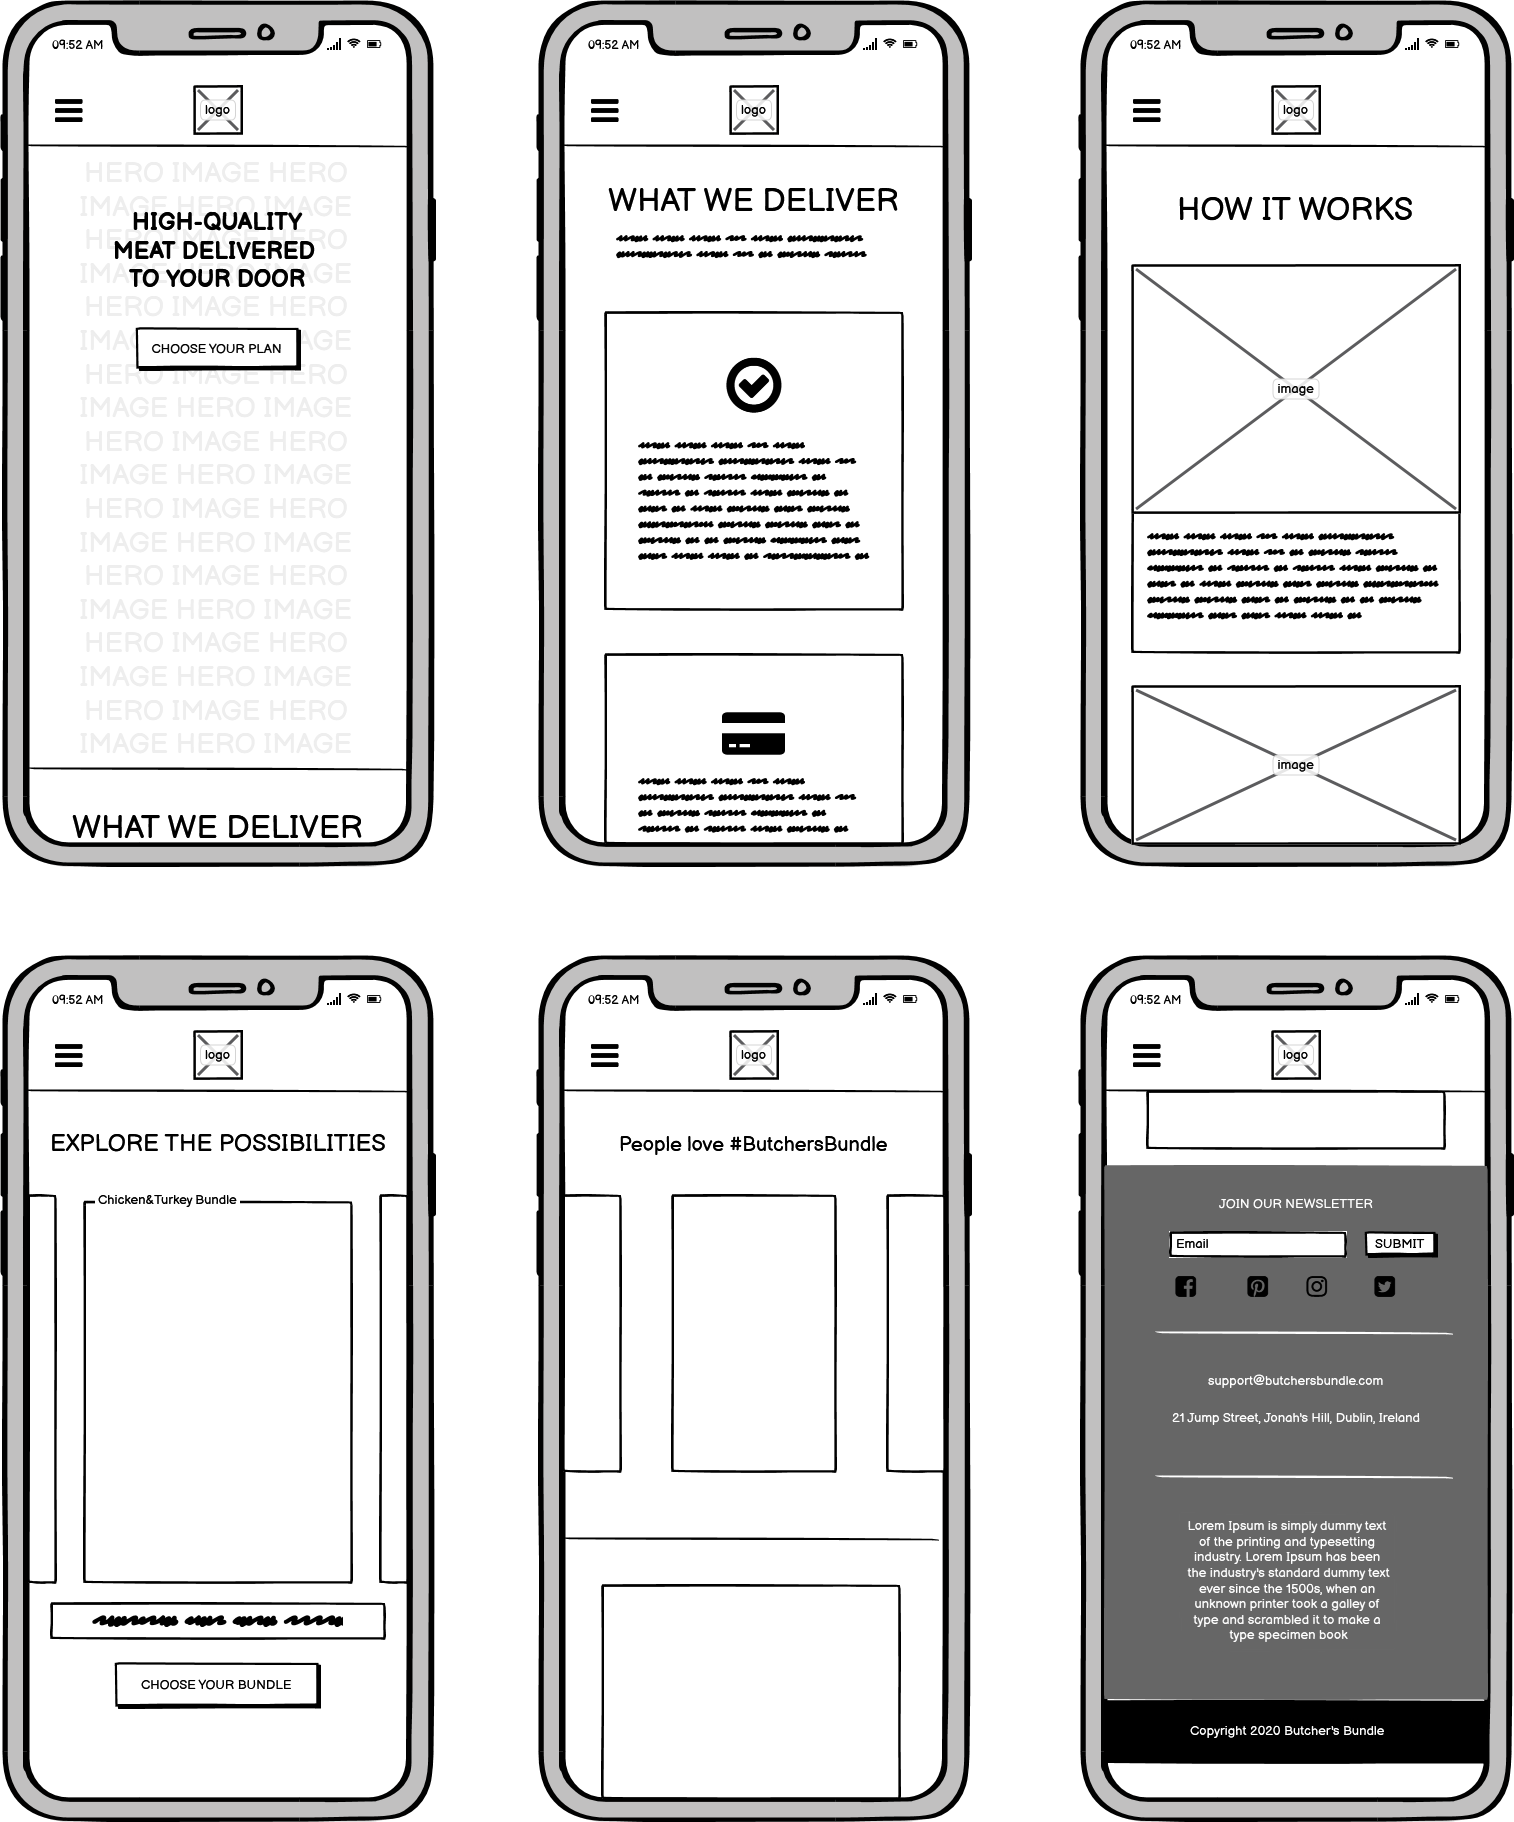 09:52 AM
logo
HERO IMAGE HERO
IMAGE HERO IMAGE
HERO IMAGE HERO
IMAGE HERO IMAGE
HERO IMAGE HERO
IMAGE HERO IMAGE
HERO IMAGE HERO
IMAGE HERO IMAGE
HERO IMAGE HERO
IMAGE HERO IMAGE
HERO IMAGE HERO
IMAGE HERO IMAGE
HERO IMAGE HERO
IMAGE HERO IMAGE
HERO IMAGE HERO
IMAGE HERO IMAGE
HERO IMAGE HERO
IMAGE HERO IMAGE
HIGH-QUALITY
MEAT DELIVERED
TO YOUR DOOR
CHOOSE YOUR PLAN
WHAT WE DELIVER
09:52 AM
logo
WHAT WE DELIVER
09:52 AM
logo
HOW IT WORKS
image
image
09:52 AM
logo
EXPLORE THE POSSIBILITIES
Chicken&Turkey Bundle
CHOOSE YOUR BUNDLE
09:52 AM
logo
People love #ButchersBundle
09:52 AM
logo
JOIN OUR NEWSLETTER
Email
SUBMIT
support@butchersbundle.com
21 Jump Street, Jonah's Hill, Dublin, Ireland
Lorem Ipsum is simply dummy text
of the printing and typesetting
industry. Lorem Ipsum has been
the industry's standard dummy text
ever since the 1500s, when an
unknown printer took a galley of
type and scrambled it to make a
type specimen book
Copyright 2020 Butcher's Bundle